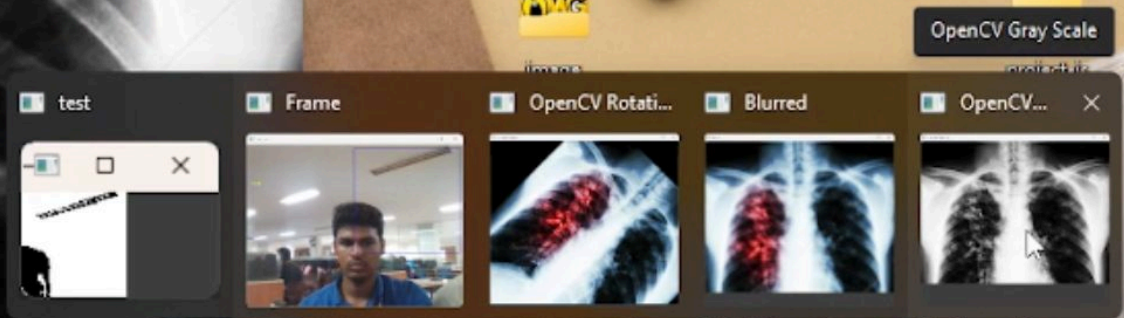 OpenCV Gray Scale
image
test
Frame
OpenCV Rotati...
Blurred
OpenCV...